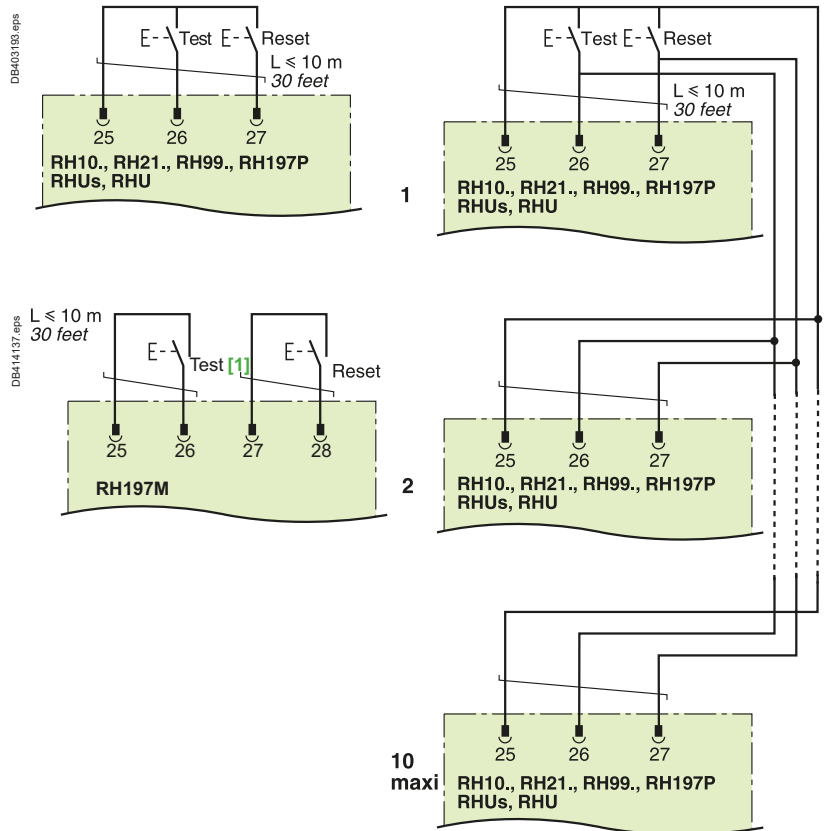 DB403193.eps
Test Reset
L ≤ 10 m
30 feet
25 26 27
RH10., RH21., RH99., RH197P
RHUs, RHU
DB414137.eps
L ≤ 10 m
30 feet
Test [1]
Reset
25 26 27 28
RH197M
Test Reset
L ≤ 10 m
30 feet
25 26 27
1
RH10., RH21., RH99., RH197P
RHUs, RHU
25 26 27
2
RH10., RH21., RH99., RH197P
RHUs, RHU
25 26 27
10
maxi
RH10., RH21., RH99., RH197P
RHUs, RHU